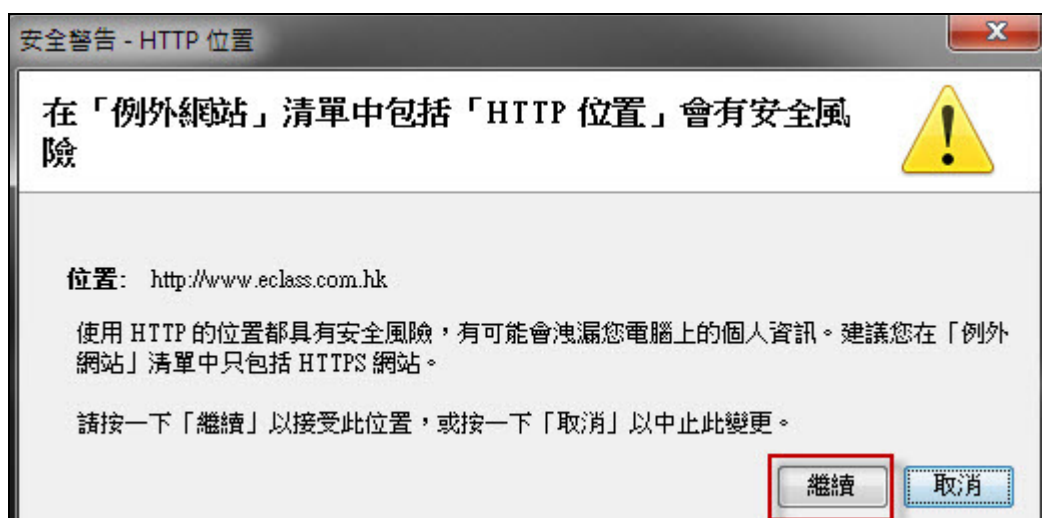 安全警告 - HTTP 位置
在「例外網站」清單中包括「HTTP 位置」會有安全風
險
位置: http://www.eclass.com.hk
使用 HTTP 的位置都具有安全風險，有可能會洩漏您電腦上的個人資訊。建議您在「例外
網站」清單中只包括 HTTPS 網站。
請按一下「繼續」以接受此位置，或按一下「取消」以中止此變更。
繼續 取消